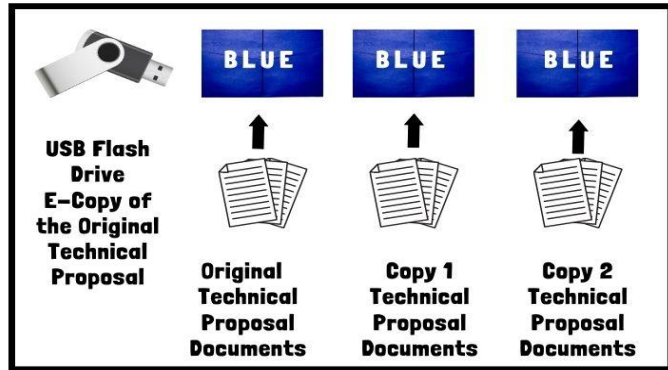 BLUE
BLUE
BLUE
USB Flash
Drive
E-Copy of
the Original
Technical
Proposal
Original
Technical
Proposal
Documents
Copy 1
Technical
Proposal
Documents
Copy 2
Technical
Proposal
Documents